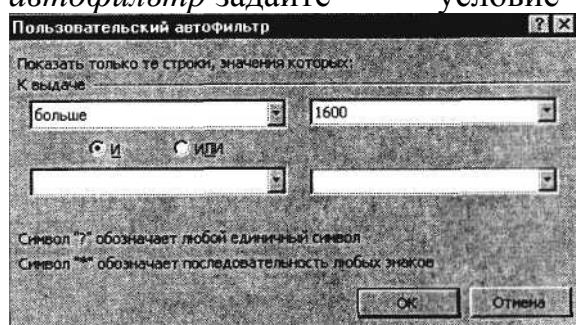 автофильтр задайте условие
Пользовательский автофильтр
Показать только те строки, значения которых:
К выдаче
больше 1600
И ИЛИ
Символ "?" обозначает любой единичный символ
Символ "*" обозначает последовательность любых знаков
ОК Отмена